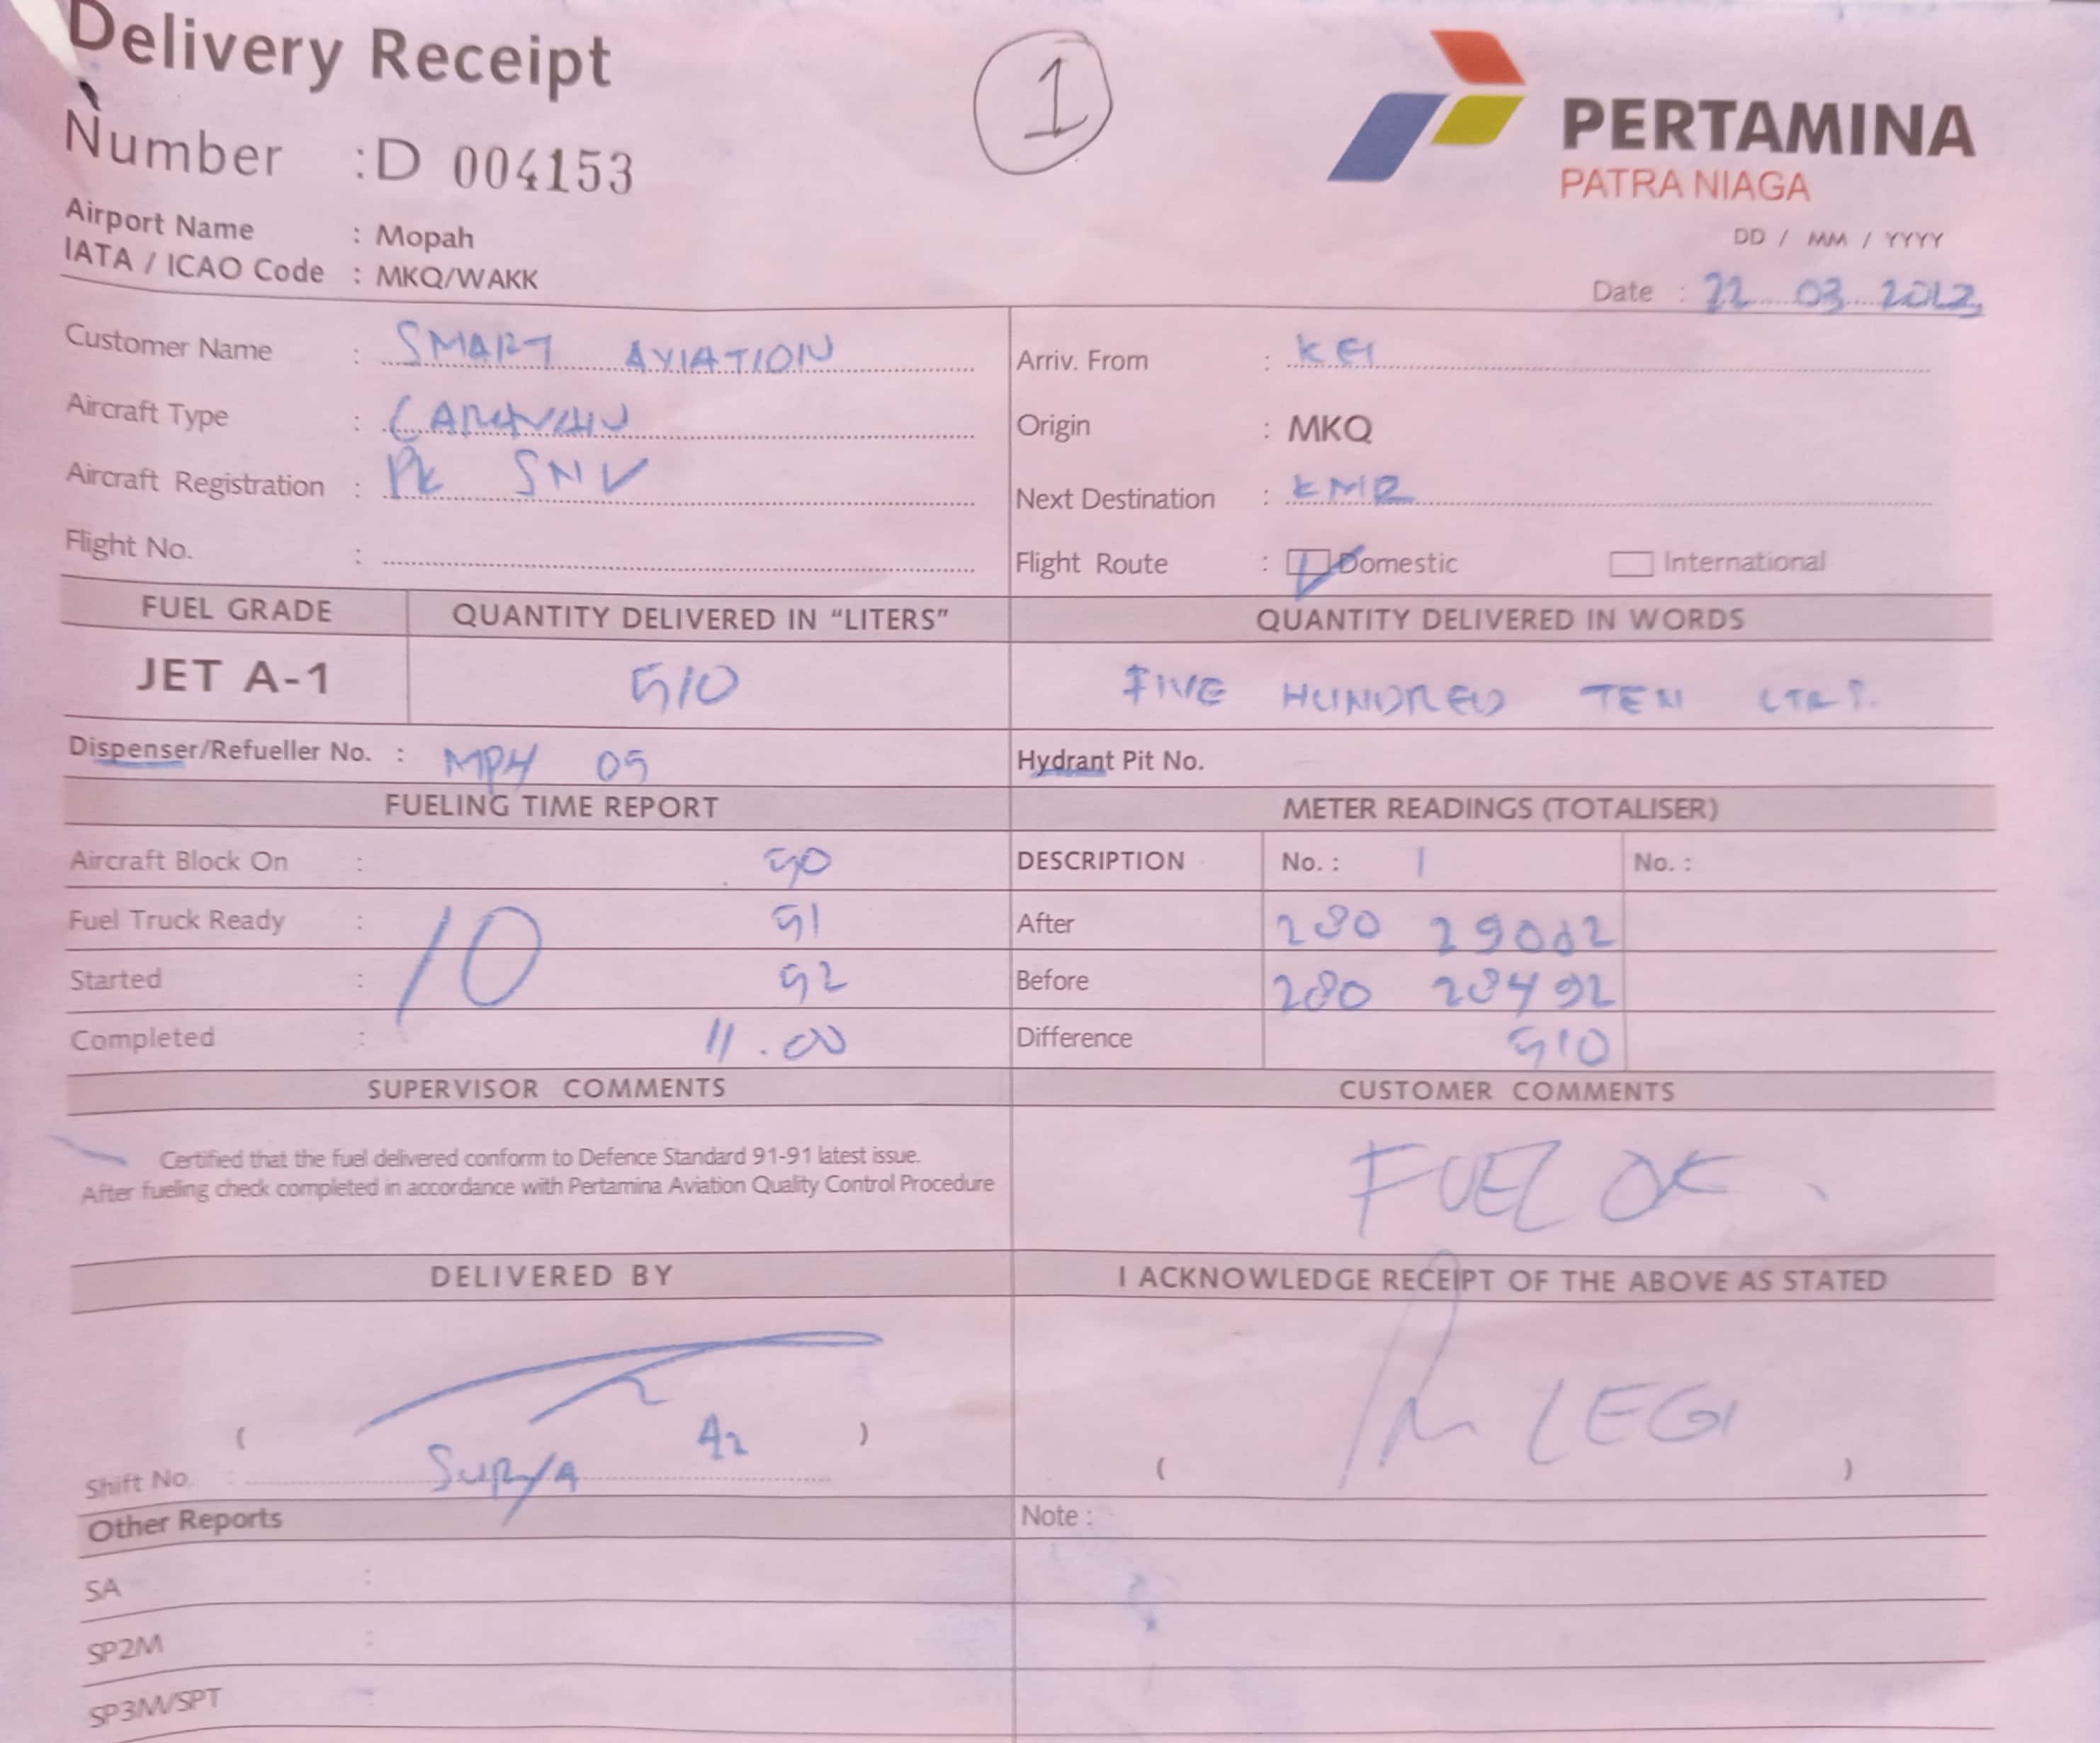 Delivery Receipt
1
Number : D 004153
PERTAMINA
PATRA NIAGA
Airport Name : Mopah
IATA / ICAO Code : MKQ/WAKK
DD / MM / YYYY
Date : 22 03 2022
Customer Name : SMART AVIATION
Arriv. From : KEI
Aircraft Type : CARAVAN
Origin : MKQ
Aircraft Registration : PK SNV
Next Destination : KMR
Flight No. :
Flight Route : Domestic International
FUEL GRADE QUANTITY DELIVERED IN "LITERS" QUANTITY DELIVERED IN WORDS
JET A-1 510 FIVE HUNDRED TEN LTRS.
Dispenser/Refueller No. : MPH 05 Hydrant Pit No.
FUELING TIME REPORT METER READINGS (TOTALISER)
Aircraft Block On : 50 DESCRIPTION No. : 1 No. :
Fuel Truck Ready : 51 After 280 29002
10
Started : 52 Before 280 28492
Completed : 11.00 Difference 510
SUPERVISOR COMMENTS CUSTOMER COMMENTS
Certified that the fuel delivered conform to Defence Standard 91-91 latest issue.
After fueling check completed in accordance with Pertamina Aviation Quality Control Procedure
FUEL OK.
DELIVERED BY I ACKNOWLEDGE RECEIPT OF THE ABOVE AS STATED
( A2 ) ( LEGI )
Shift No. : SURYA
Other Reports Note :
SA :
SP2M :
SP3M/SPT :